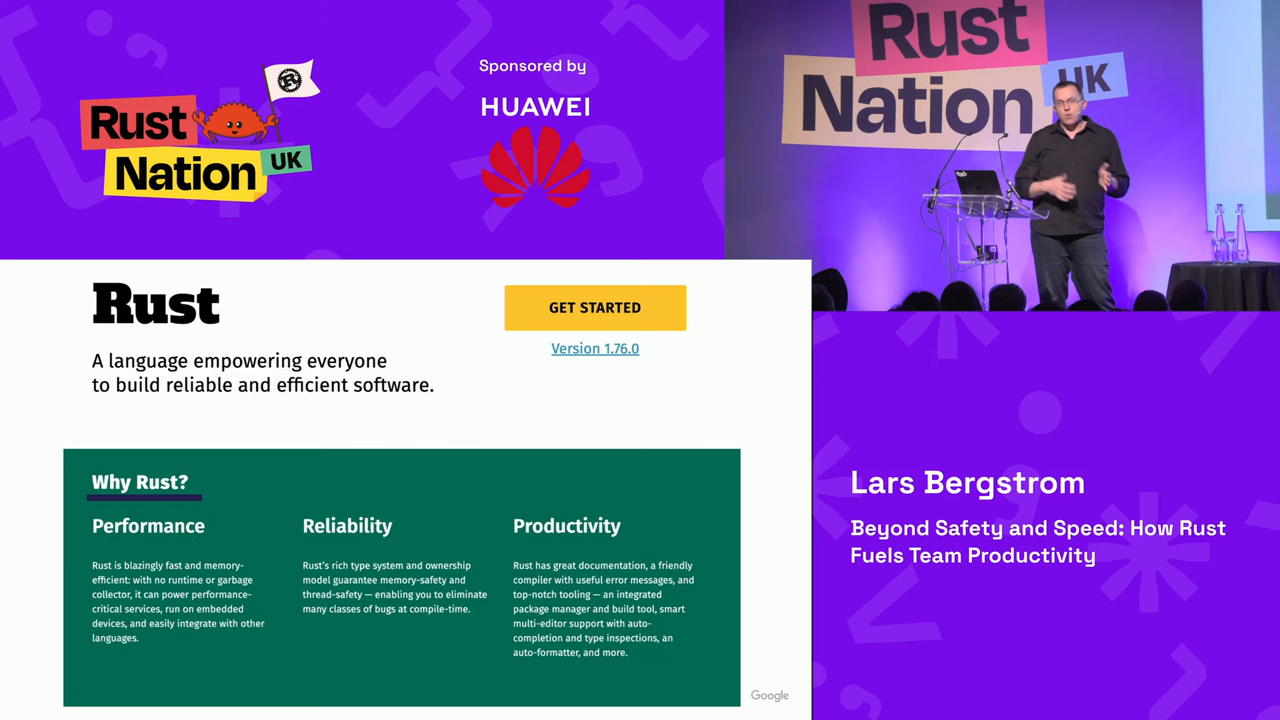 Rust
Nation
UK
Sponsored by
HUAWEI
Rust
Nation
UK
Rust
A language empowering everyone
to build reliable and efficient software.
GET STARTED
Version 1.76.0
Why Rust?
Performance
Rust is blazingly fast and memory-
efficient: with no runtime or garbage
collector, it can power performance-
critical services, run on embedded
devices, and easily integrate with other
languages.
Reliability
Rust's rich type system and ownership
model guarantee memory-safety and
thread-safety — enabling you to eliminate
many classes of bugs at compile-time.
Productivity
Rust has great documentation, a friendly
compiler with useful error messages, and
top-notch tooling — an integrated
package manager and build tool, smart
multi-editor support with auto-
completion and type inspections, an
auto-formatter, and more.
Google
Lars Bergstrom
Beyond Safety and Speed: How Rust
Fuels Team Productivity